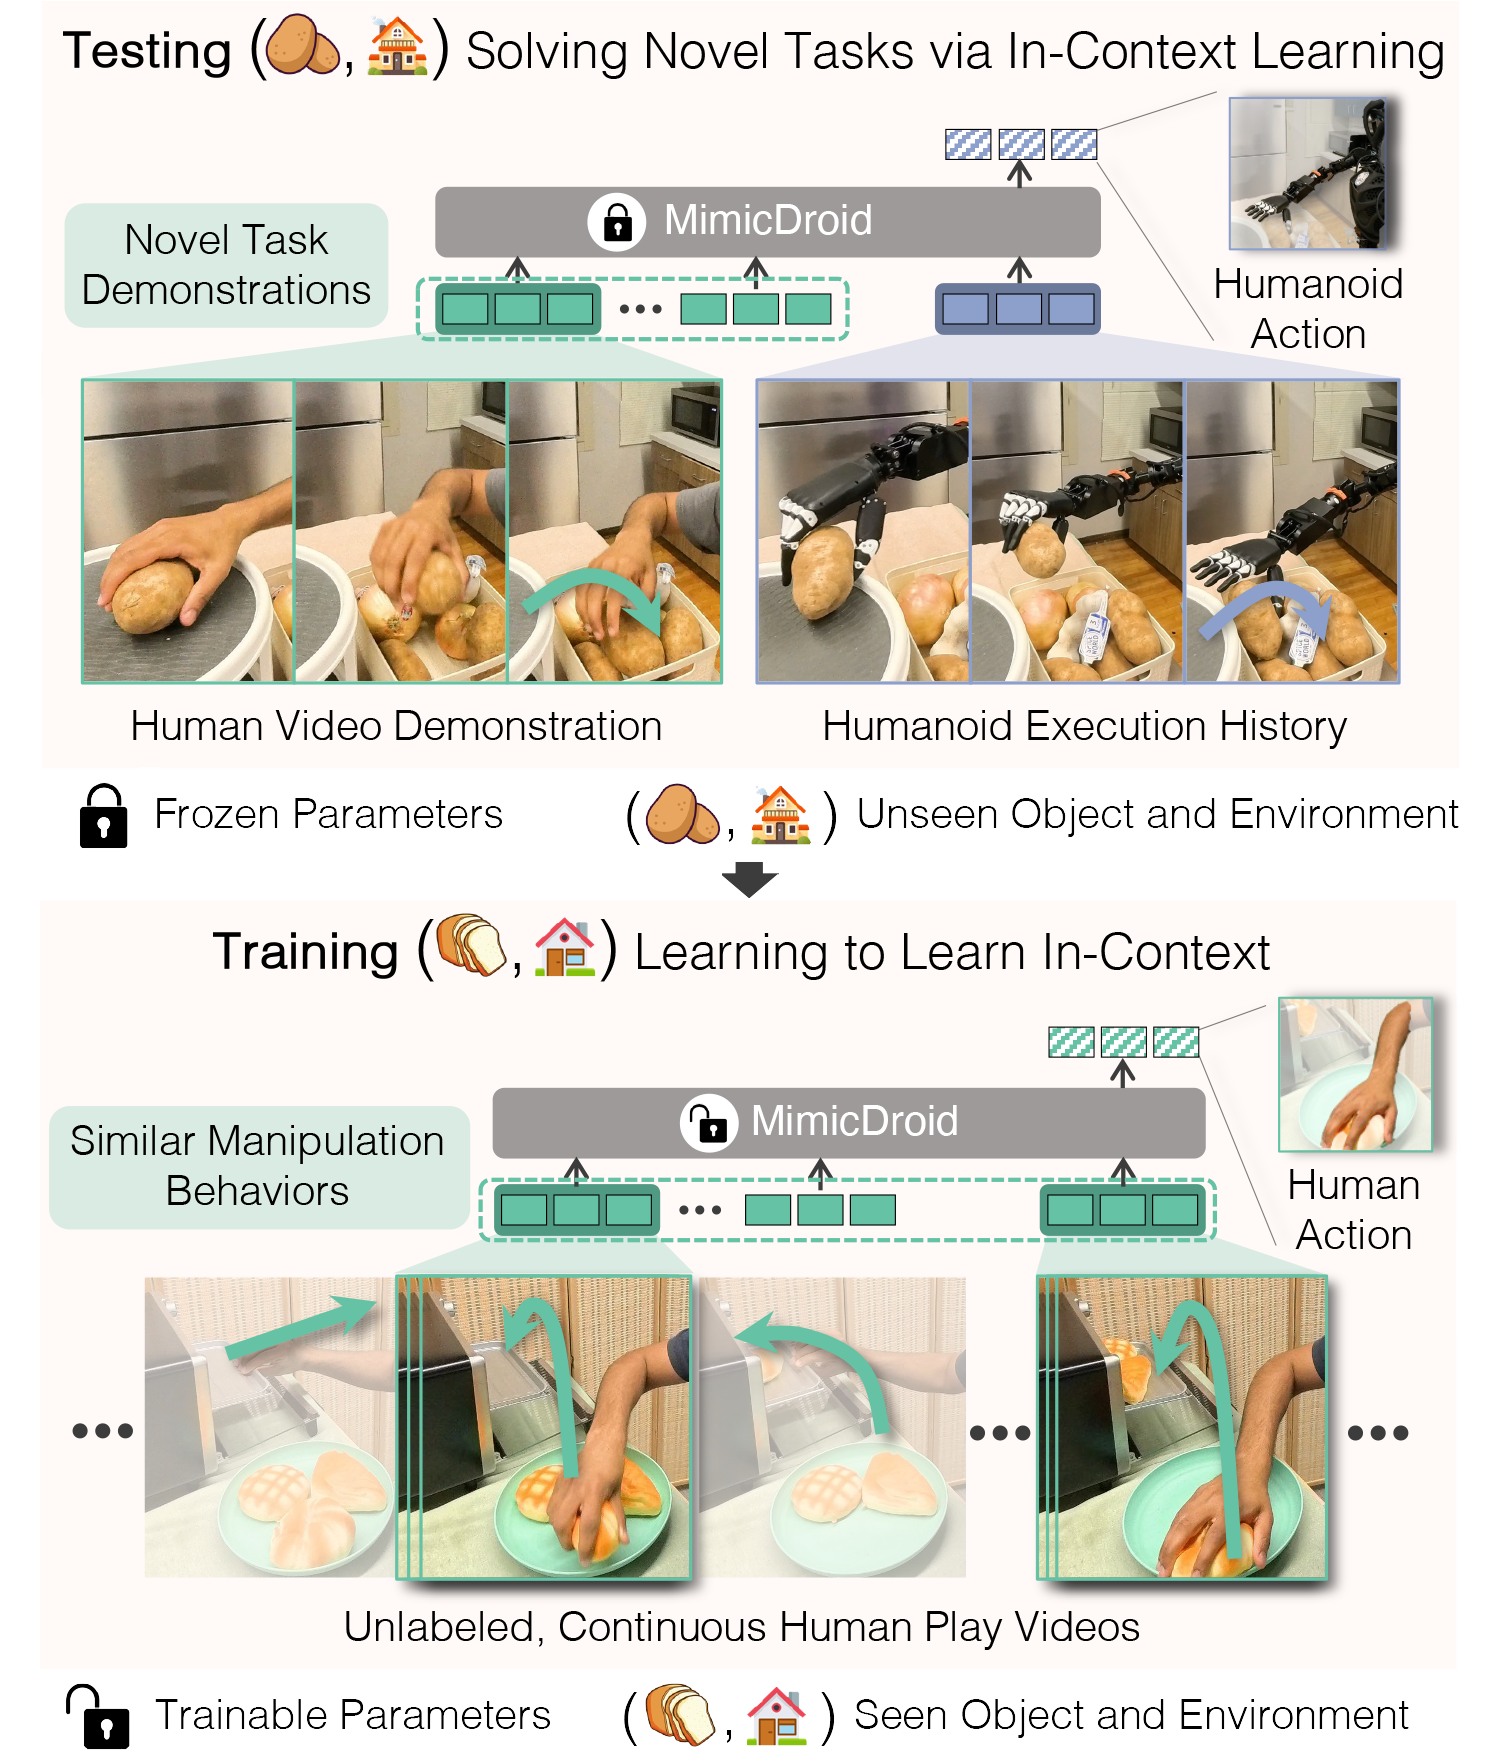 Testing (, ) Solving Novel Tasks via In-Context Learning
MimicDroid
Novel Task
Demonstrations
Humanoid
Action
Human Video Demonstration
Humanoid Execution History
Frozen Parameters
(, ) Unseen Object and Environment
Training (, ) Learning to Learn In-Context
MimicDroid
Similar Manipulation
Behaviors
Human
Action
Unlabeled, Continuous Human Play Videos
Trainable Parameters
(, ) Seen Object and Environment